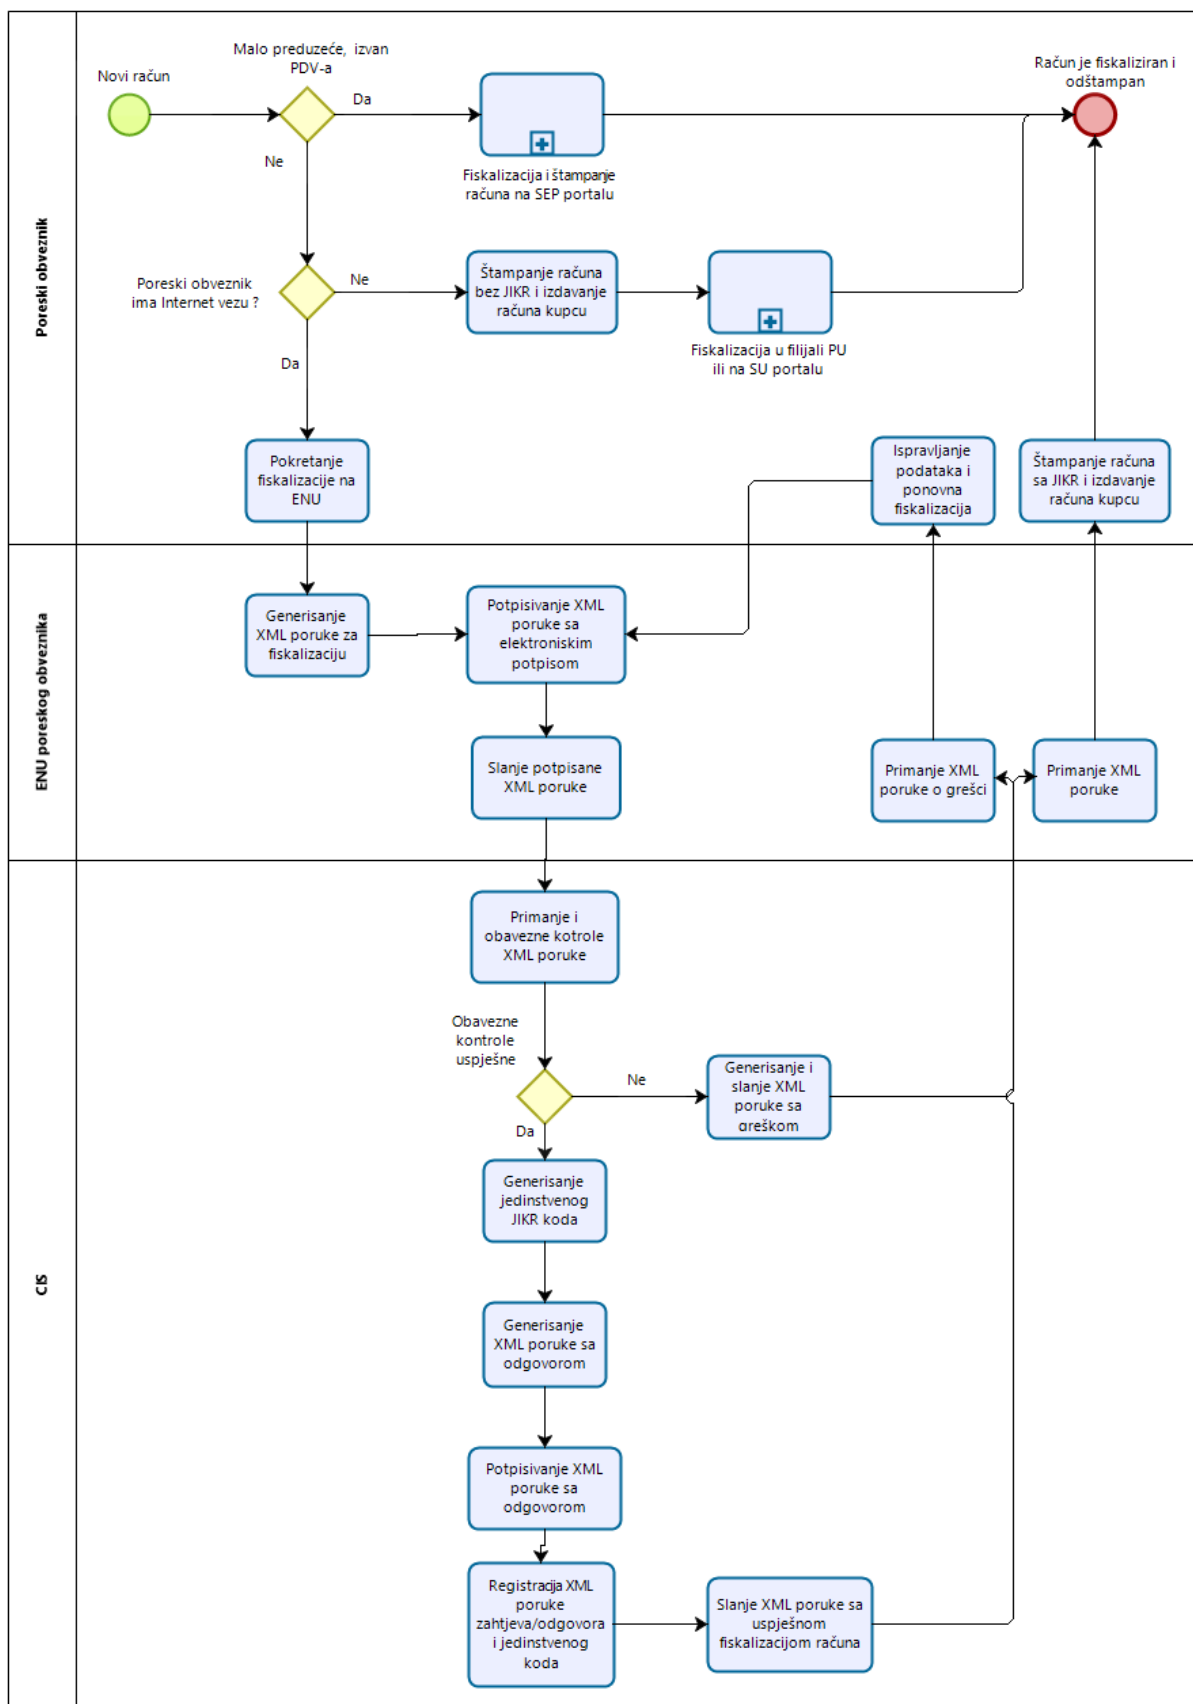 Malo preduzeće, izvan
PDV-a
Novi račun
Da
Ne
Fiskalizacija i štampanje
računa na SEP portalu
Račun je fiskaliziran i
odštampan
Poreski obveznik
Poreski obveznik
ima Internet vezu ?
Ne
Da
Štampanje računa
bez JIKR i izdavanje
računa kupcu
Fiskalizacija u filijali PU
ili na SU portalu
Pokretanje
fiskalizacije na
ENU
Ispravljanje
podataka i
ponovna
fiskalizacija
Štampanje računa
sa JIKR i izdavanje
računa kupcu
ENU poreskog obveznika
Generisanje
XML poruke za
fiskalizaciju
Potpisivanje XML
poruke sa
elektroniskim
potpisom
Slanje potpisane
XML poruke
Primanje XML
poruke o grešci
Primanje XML
poruke
CIS
Primanje i
obavezne kotrole
XML poruke
Obavezne
kontrole
uspješne
Ne
Da
Generisanje i
slanje XML
poruke sa
greškom
Generisanje
jedinstvenog
JIKR koda
Generisanje
XML poruke sa
odgovorom
Potpisivanje XML
poruke sa
odgovorom
Registracija XML
poruke
zahtjeva/odgovora
i jedinstvenog
koda
Slanje XML poruke sa
uspješnom
fiskalizacijom računa